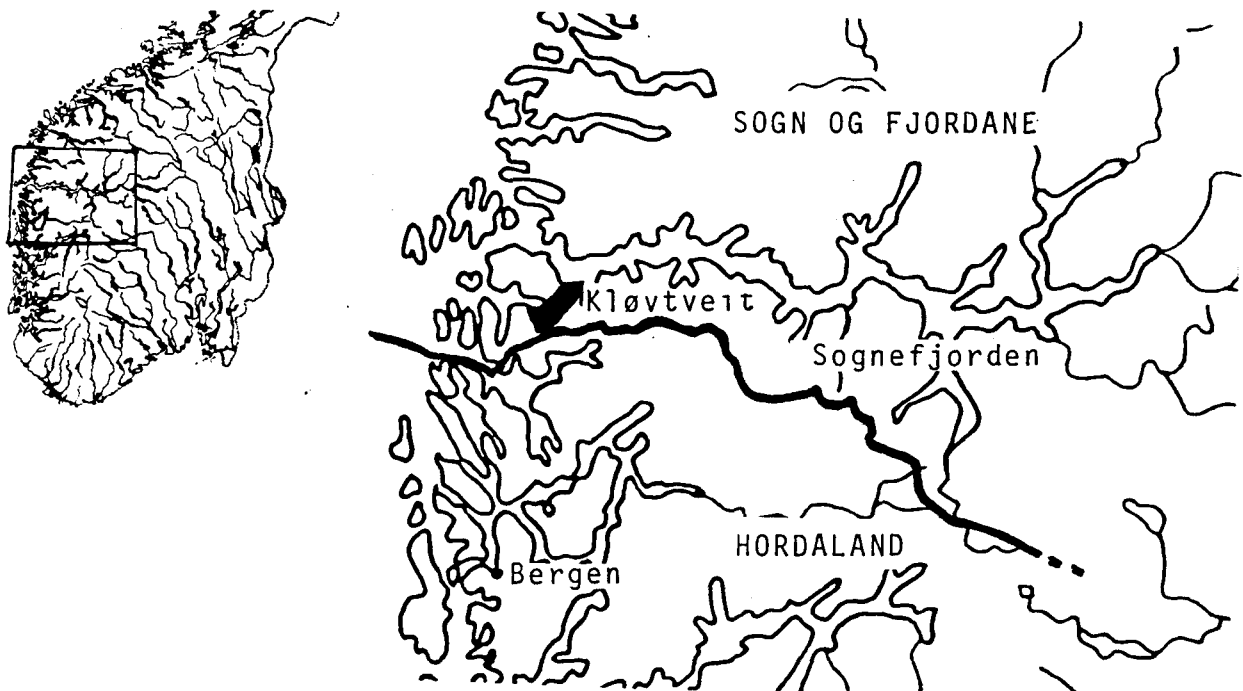 SOGN OG FJORDANE
Kløvtveit
Sognefjorden
HORDALAND
Bergen